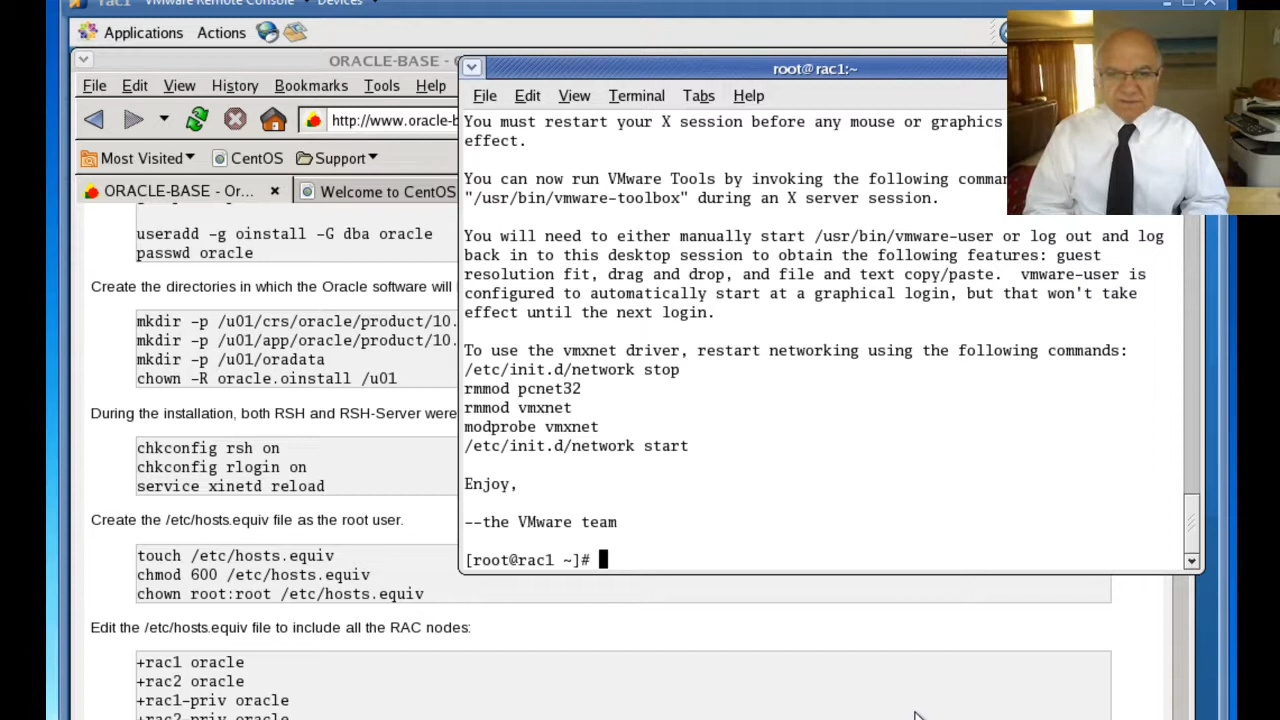 rac1 VMware Remote Console Devices
Applications Actions
ORACLE-BASE - O
File Edit View History Bookmarks Tools Help
http://www.oracle-b
Most Visited CentOS Support
ORACLE-BASE - Or... Welcome to CentOS
useradd -g oinstall -G dba oracle
passwd oracle
Create the directories in which the Oracle software will
mkdir -p /u01/crs/oracle/product/10.
mkdir -p /u01/app/oracle/product/10.
mkdir -p /u01/oradata
chown -R oracle.oinstall /u01
During the installation, both RSH and RSH-Server were
chkconfig rsh on
chkconfig rlogin on
service xinetd reload
Create the /etc/hosts.equiv file as the root user.
touch /etc/hosts.equiv
chmod 600 /etc/hosts.equiv
chown root:root /etc/hosts.equiv
Edit the /etc/hosts.equiv file to include all the RAC nodes:
+rac1 oracle
+rac2 oracle
+rac1-priv oracle
+rac2-priv oracle
root@rac1:~
File Edit View Terminal Tabs Help
You must restart your X session before any mouse or graphics
effect.
You can now run VMware Tools by invoking the following comman
"/usr/bin/vmware-toolbox" during an X server session.
You will need to either manually start /usr/bin/vmware-user or log out and log
back in to this desktop session to obtain the following features: guest
resolution fit, drag and drop, and file and text copy/paste. vmware-user is
configured to automatically start at a graphical login, but that won't take
effect until the next login.
To use the vmxnet driver, restart networking using the following commands:
/etc/init.d/network stop
rmmod pcnet32
rmmod vmxnet
modprobe vmxnet
/etc/init.d/network start
Enjoy,
--the VMware team
[root@rac1 ~]#